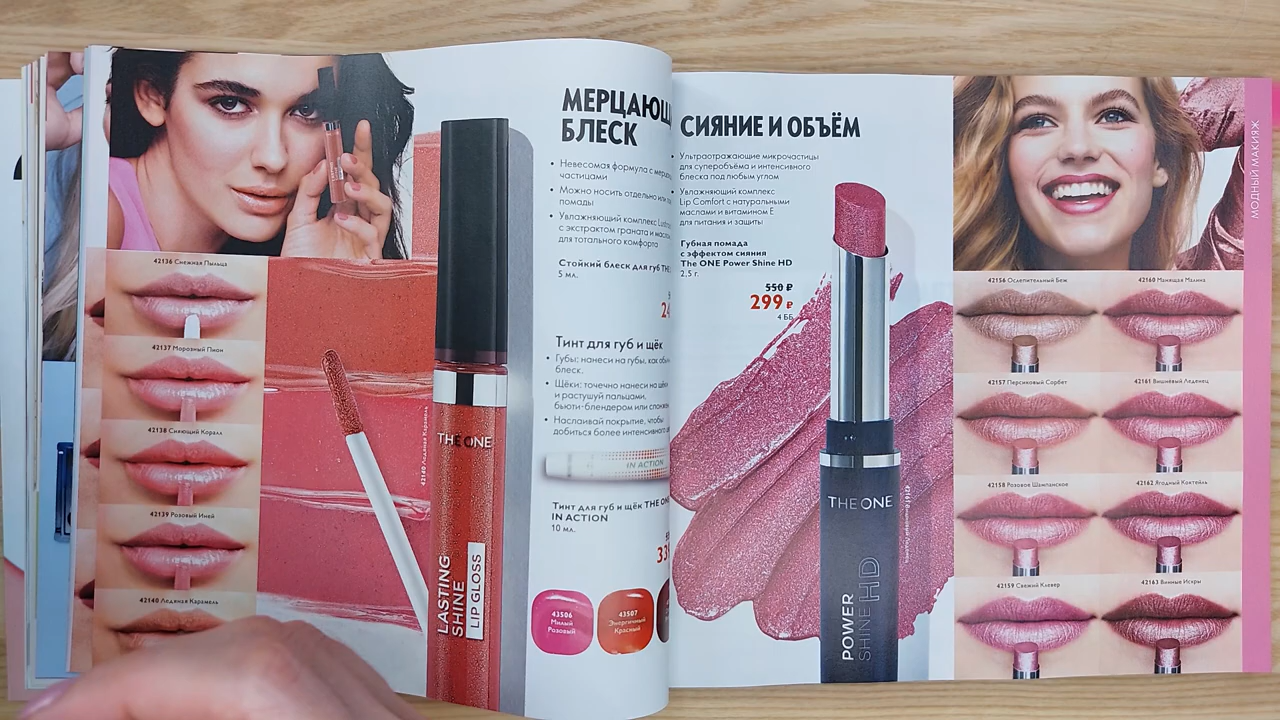 42136 Снежная Пыльца
42137 Морозный Пион
42138 Сияющий Коралл
42139 Розовый Иней
42140 Ледяная Карамель
42140 Ледяная Карамель
THE ONE
LASTING
SHINE
LIP GLOSS
БЛЕСК
• Невесомая формула с
частицами
• Можно носить отдельно или
помады
• Увлажняющий комплекс
с экстрактом граната и
для тотального комфорта
Стойкий блеск для губ
5 мл.
Тинт для губ и щёк
• Губы: нанеси на губы, как
блеск.
• Щёки: точечно нанеси на
и растушуй пальцами,
бьюти-блендером или
• Наслаивай покрытие, чтобы
добиться более интенсивного
IN ACTION
Тинт для губ и щёк THE ONE
IN ACTION
10 мл.
43506
Милый
Розовый
43507
Энергичный
Красный
СИЯНИЕ И ОБЪЁМ
• Ультраотражающие микрочастицы
для суперобъёма и интенсивного
блеска под любым углом
• Увлажняющий комплекс
Lip Comfort с натуральными
маслами и витамином Е
для питания и защиты
Губная помада
с эффектом сияния
The ONE Power Shine HD
2,5 г.
550 ₽
299 ₽
4 ББ
THE ONE
POWER
SHINE HD
МОДНЫЙ МАКИЯЖ
42156 Ослепительный Беж
42160 Манящая Малина
42157 Персиковый Сорбет
42161 Вишнёвый Леденец
42158 Розовое Шампанское
42162 Ягодный Коктейль
42159 Свежий Клевер
42163 Винные Искры